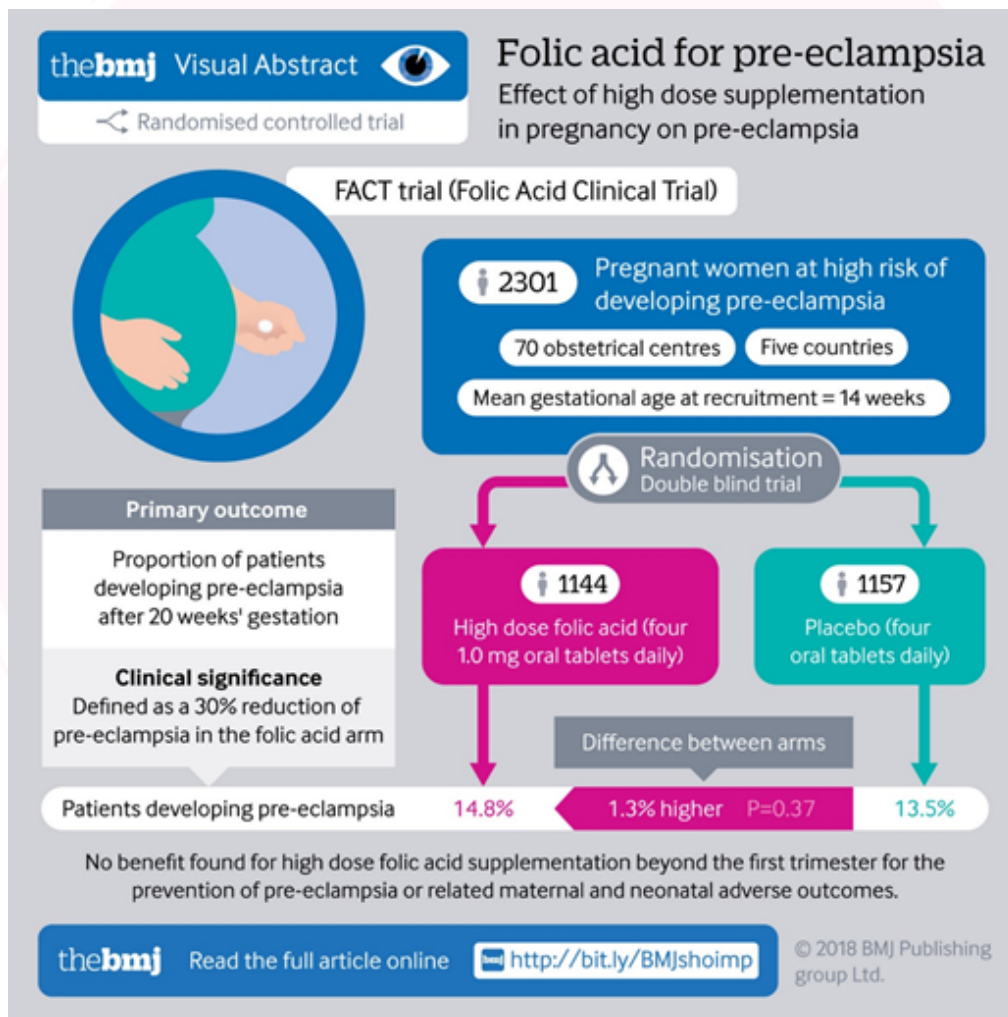 thebmj Visual Abstract
Randomised controlled trial
Folic acid for pre-eclampsia
Effect of high dose supplementation
in pregnancy on pre-eclampsia
FACT trial (Folic Acid Clinical Trial)
2301
Pregnant women at high risk of
developing pre-eclampsia
70 obstetrical centres
Five countries
Mean gestational age at recruitment = 14 weeks
Randomisation
Double blind trial
Primary outcome
Proportion of patients
developing pre-eclampsia
after 20 weeks' gestation
Clinical significance
Defined as a 30% reduction of
pre-eclampsia in the folic acid arm
1144
High dose folic acid (four
1.0 mg oral tablets daily)
1157
Placebo (four
oral tablets daily)
Difference between arms
Patients developing pre-eclampsia 14.8% 1.3% higher P=0.37 13.5%
No benefit found for high dose folic acid supplementation beyond the first trimester for the
prevention of pre-eclampsia or related maternal and neonatal adverse outcomes.
thebmj Read the full article online bmj http://bit.ly/BMJshoimp
© 2018 BMJ Publishing
group Ltd.